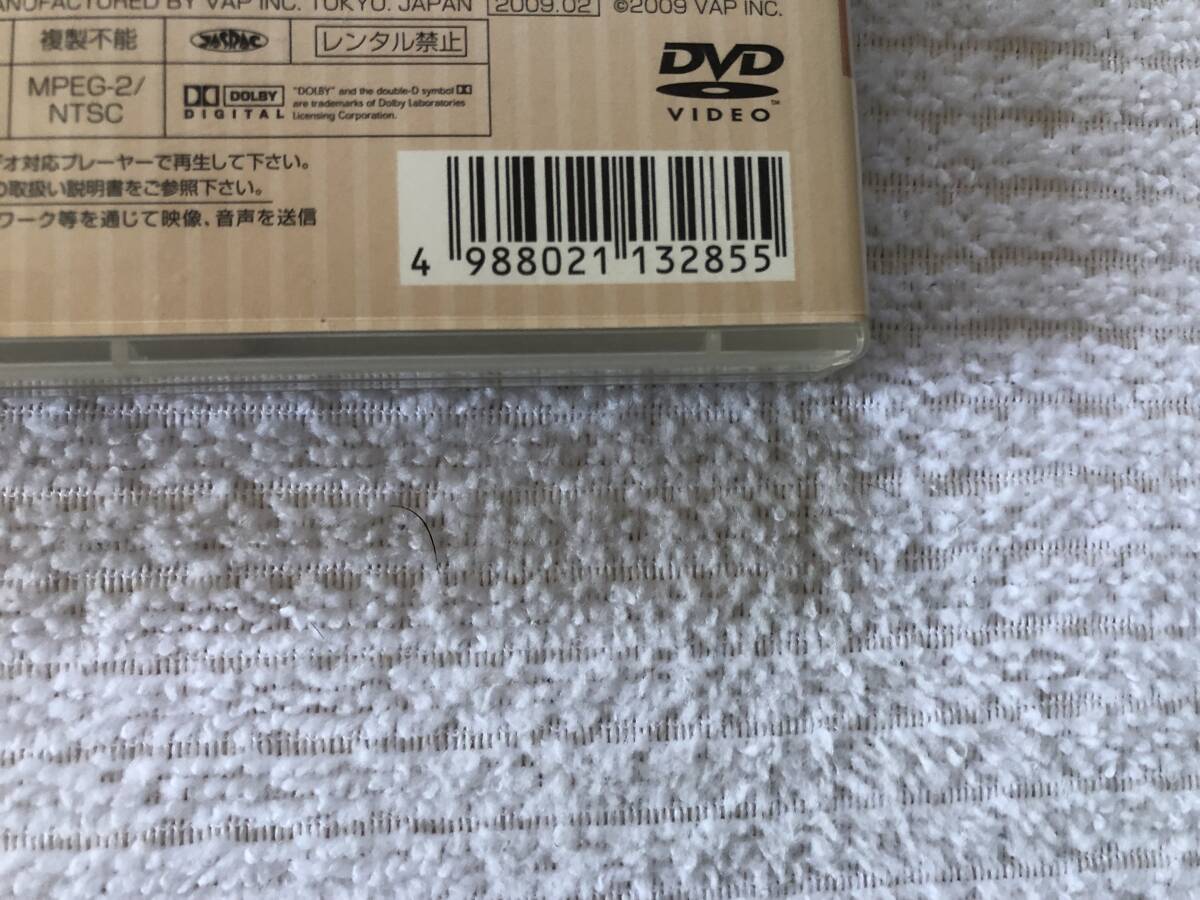 MANUFACTURED BY VAP INC. TOKYO. JAPAN 2009.02 ©2009 VAP INC.
複製不能 JASRAC レンタル禁止
MPEG-2/
NTSC
DOLBY
DIGITAL
"DOLBY" and the double-D symbol
are trademarks of Dolby Laboratories
Licensing Corporation.
DVD
VIDEO
™
オ対応プレーヤーで再生して下さい。
の取扱い説明書をご参照下さい。
ワーク等を通じて映像、音声を送信
4 988021 132855